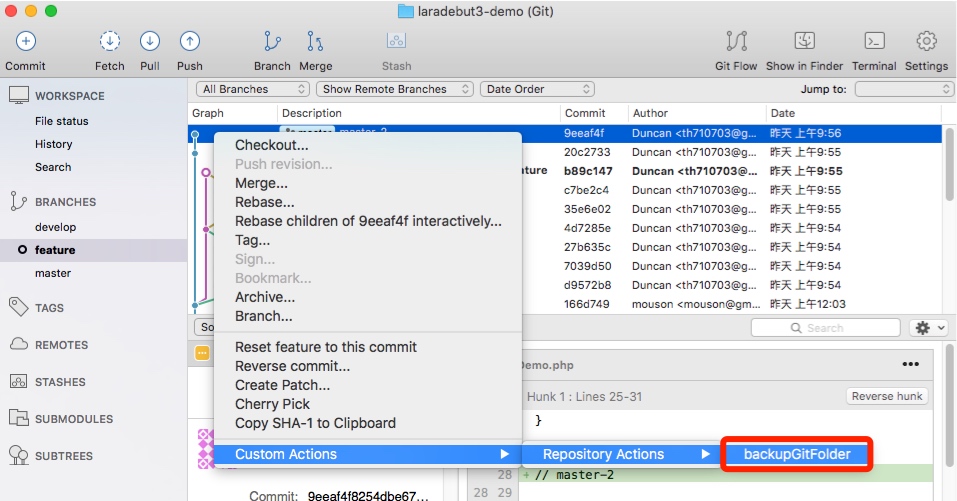 laradebut3-demo (Git)
Commit Fetch Pull Push Branch Merge Stash Git Flow Show in Finder Terminal Settings
All Branches Show Remote Branches Date Order Jump to:
WORKSPACE
File status
History
Search
BRANCHES
develop
feature
master
TAGS
REMOTES
STASHES
SUBMODULES
SUBTREES
Graph Description Commit Author Date
master master-2 9eeaf4f Duncan <th710703@g... 昨天 上午9:56
20c2733 Duncan <th710703@g... 昨天 上午9:55
b89c147 Duncan <th710703@g... 昨天 上午9:55
c7be2c4 Duncan <th710703@g... 昨天 上午9:55
35e6e02 Duncan <th710703@g... 昨天 上午9:54
4d7285e Duncan <th710703@g... 昨天 上午9:54
27b635c Duncan <th710703@g... 昨天 上午9:54
7039d50 Duncan <th710703@g... 昨天 上午9:54
d9572b8 Duncan <th710703@g... 昨天 上午9:54
166d749 mouson <mouson@gm... 昨天 上午12:03
Checkout...
Push revision...
Merge...
Rebase...
Rebase children of 9eeaf4f interactively...
Tag...
Sign...
Bookmark...
Archive...
Branch...
Reset feature to this commit
Reverse commit...
Create Patch...
Cherry Pick
Copy SHA-1 to Clipboard
Custom Actions
Repository Actions
backupGitFolder
Search
Demo.php
Hunk 1 : Lines 25-31 Reverse hunk
}
28 + // master-2
28 29
Commit: 9eeaf4f8254dbe67...